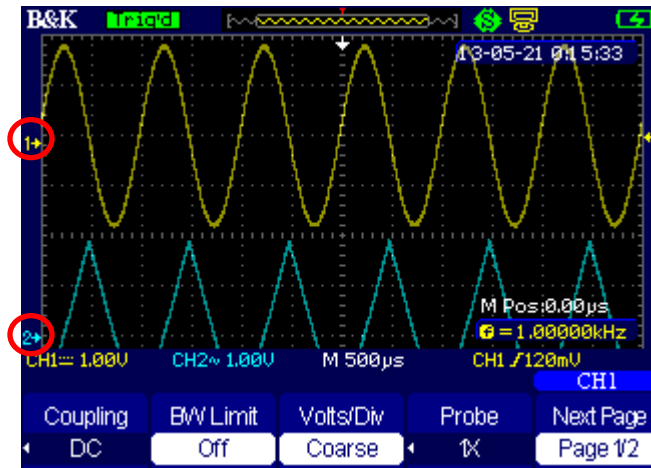 B&K Trig'd
13-05-21 0:15:33
1
2
M Pos:0.00μs
f = 1.00000kHz
CH1 1.00V CH2~ 1.00V M 500μs CH1 120mV
CH1
Coupling BW Limit Volts/Div Probe Next Page
DC Off Coarse 1X Page 1/2